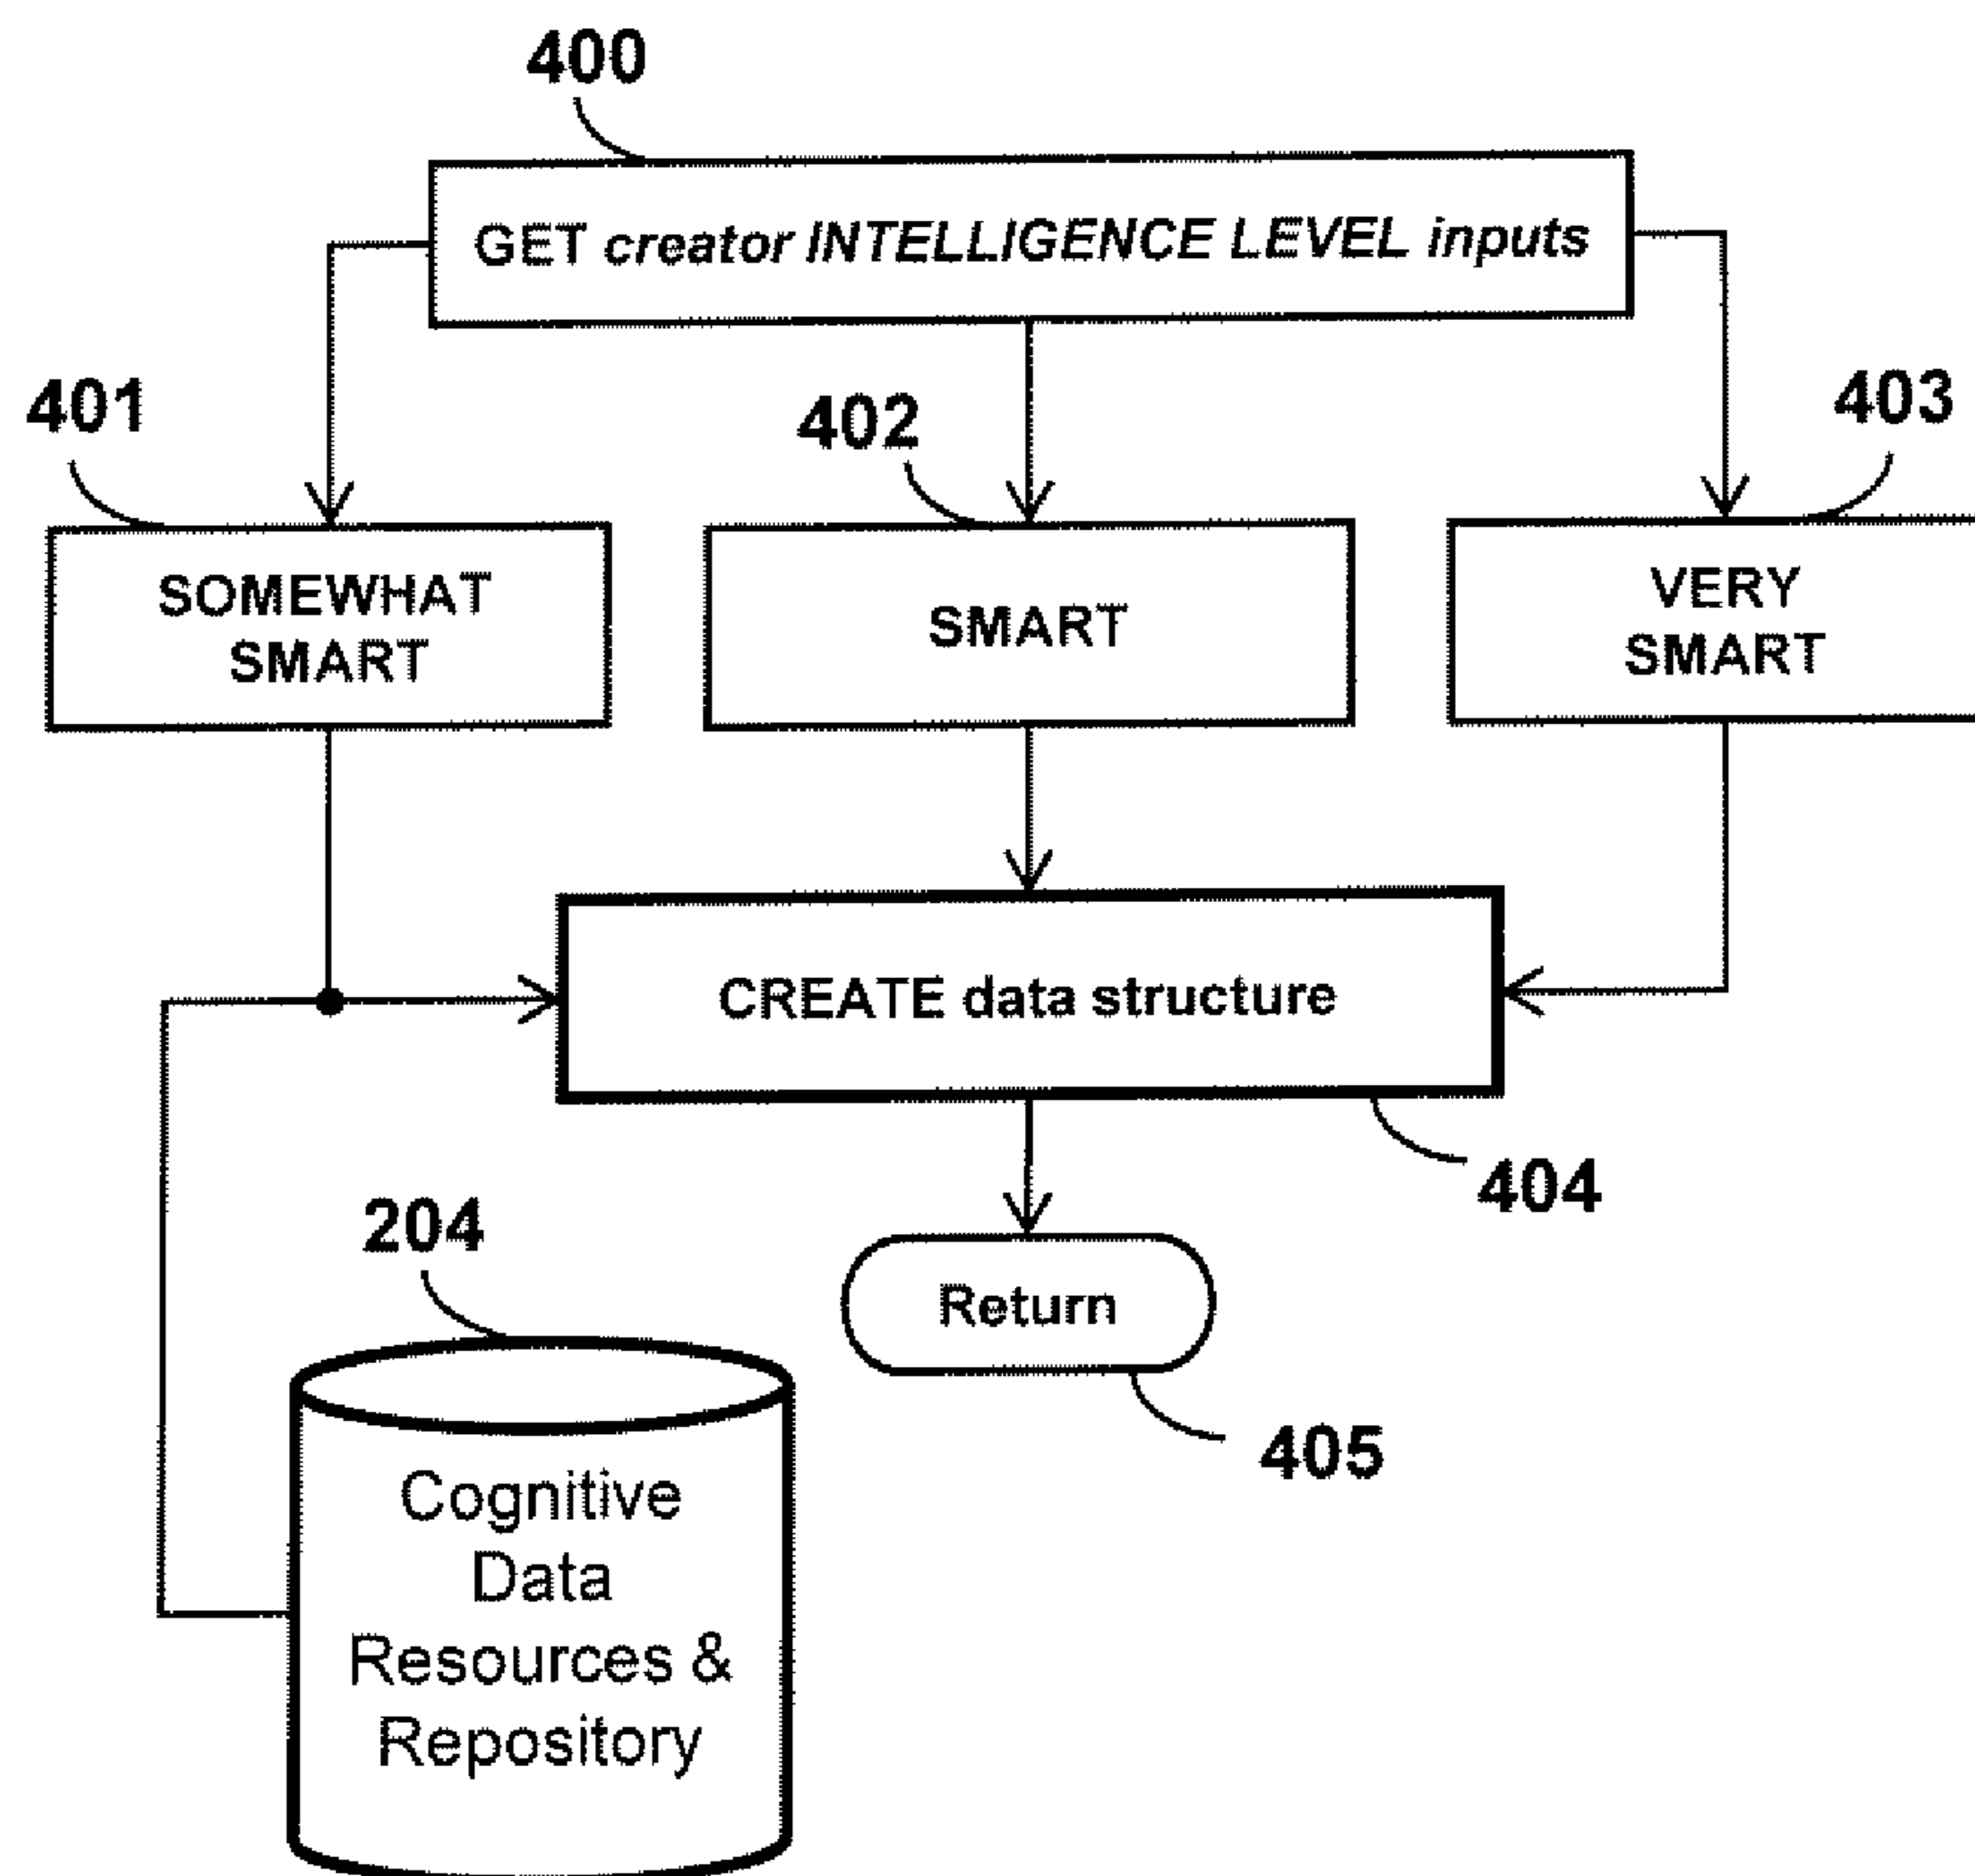 400
GET creator INTELLIGENCE LEVEL inputs
401
402
403
SOMEWHAT
SMART
SMART
VERY
SMART
CREATE data structure
404
204
Return
405
Cognitive
Data
Resources &
Repository